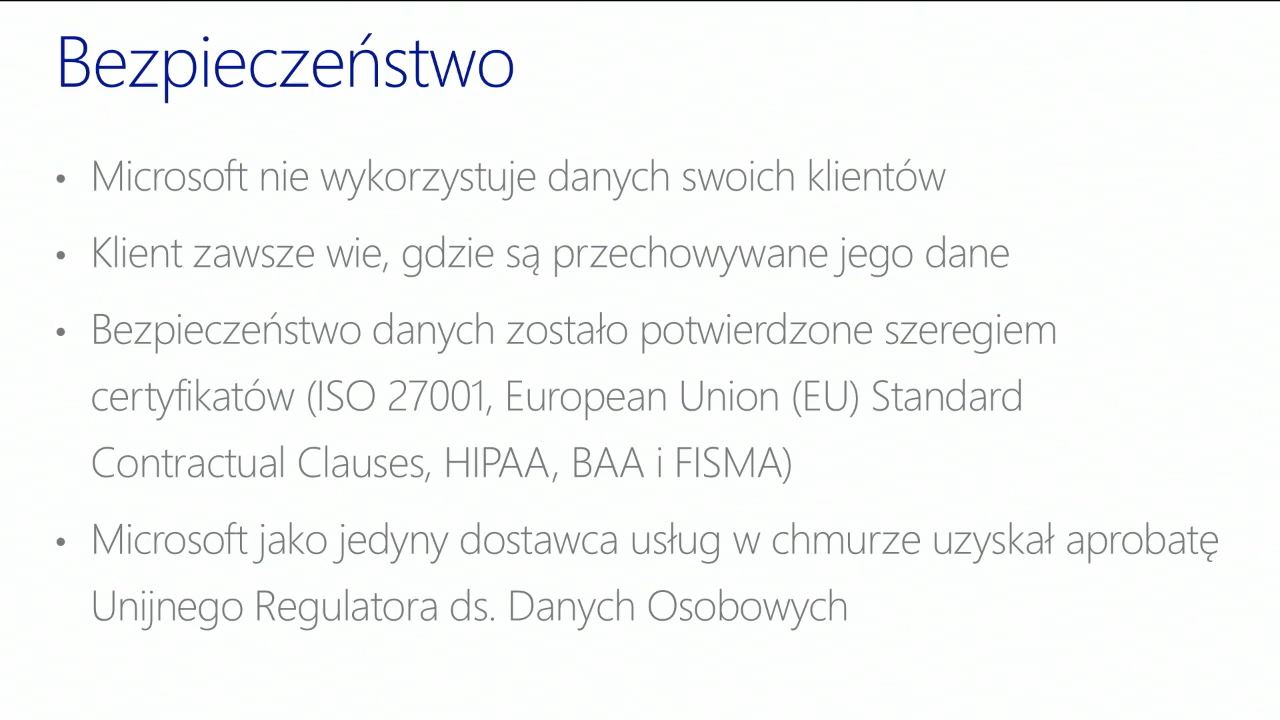 Bezpieczeństwo
• Microsoft nie wykorzystuje danych swoich klientów
• Klient zawsze wie, gdzie są przechowywane jego dane
• Bezpieczeństwo danych zostało potwierdzone szeregiem
certyfikatów (ISO 27001, European Union (EU) Standard
Contractual Clauses, HIPAA, BAA i FISMA)
• Microsoft jako jedyny dostawca usług w chmurze uzyskał aprobatę
Unijnego Regulatora ds. Danych Osobowych